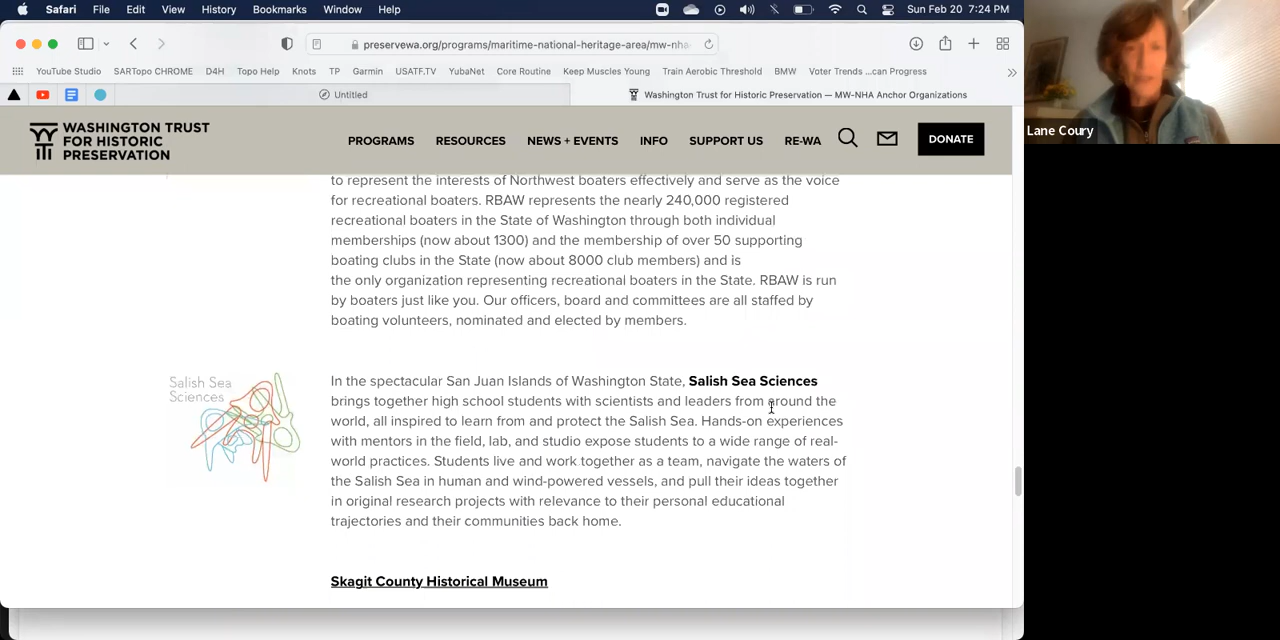 Safari File Edit View History Bookmarks Window Help Sun Feb 20 7:24 PM
preservewa.org/programs/maritime-national-heritage-area/mw-nha
YouTube Studio SARTopo CHROME D4H Topo Help Knots TP Garmin USATF.TV YubaNet Core Routine Keep Muscles Young Train Aerobic Threshold BMW Voter Trends ...can Progress
Untitled Washington Trust for Historic Preservation — MW-NHA Anchor Organizations
WASHINGTON TRUST
FOR HISTORIC
PRESERVATION
PROGRAMS RESOURCES NEWS + EVENTS INFO SUPPORT US RE-WA DONATE
Lane Coury
to represent the interests of Northwest boaters effectively and serve as the voice
for recreational boaters. RBAW represents the nearly 240,000 registered
recreational boaters in the State of Washington through both individual
memberships (now about 1300) and the membership of over 50 supporting
boating clubs in the State (now about 8000 club members) and is
the only organization representing recreational boaters in the State. RBAW is run
by boaters just like you. Our officers, board and committees are all staffed by
boating volunteers, nominated and elected by members.
Salish Sea
Sciences
In the spectacular San Juan Islands of Washington State, Salish Sea Sciences
brings together high school students with scientists and leaders from around the
world, all inspired to learn from and protect the Salish Sea. Hands-on experiences
with mentors in the field, lab, and studio expose students to a wide range of real-
world practices. Students live and work together as a team, navigate the waters of
the Salish Sea in human and wind-powered vessels, and pull their ideas together
in original research projects with relevance to their personal educational
trajectories and their communities back home.
Skagit County Historical Museum